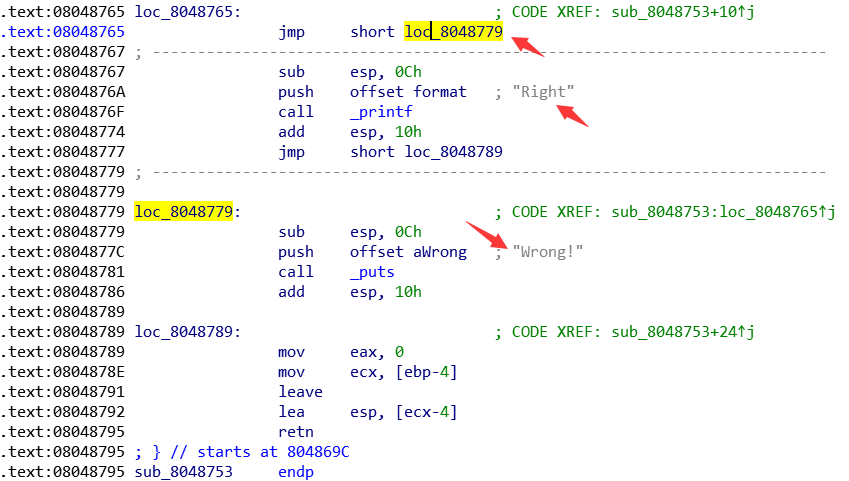 .text:08048765 loc_8048765: ; CODE XREF: sub_8048753+10↑j
.text:08048765 jmp short loc_8048779
.text:08048767 ; ---------------------------------------------------------------------------
.text:08048767 sub esp, 0Ch
.text:0804876A push offset format ; "Right"
.text:0804876F call _printf
.text:08048774 add esp, 10h
.text:08048777 jmp short loc_8048789
.text:08048779 ; ---------------------------------------------------------------------------
.text:08048779
.text:08048779 loc_8048779: ; CODE XREF: sub_8048753:loc_8048765↑j
.text:08048779 sub esp, 0Ch
.text:0804877C push offset aWrong ; "Wrong!"
.text:08048781 call _puts
.text:08048786 add esp, 10h
.text:08048789
.text:08048789 loc_8048789: ; CODE XREF: sub_8048753+24↑j
.text:08048789 mov eax, 0
.text:0804878E mov ecx, [ebp-4]
.text:08048791 leave
.text:08048792 lea esp, [ecx-4]
.text:08048795 retn
.text:08048795 ; } // starts at 804869C
.text:08048795 sub_8048753 endp